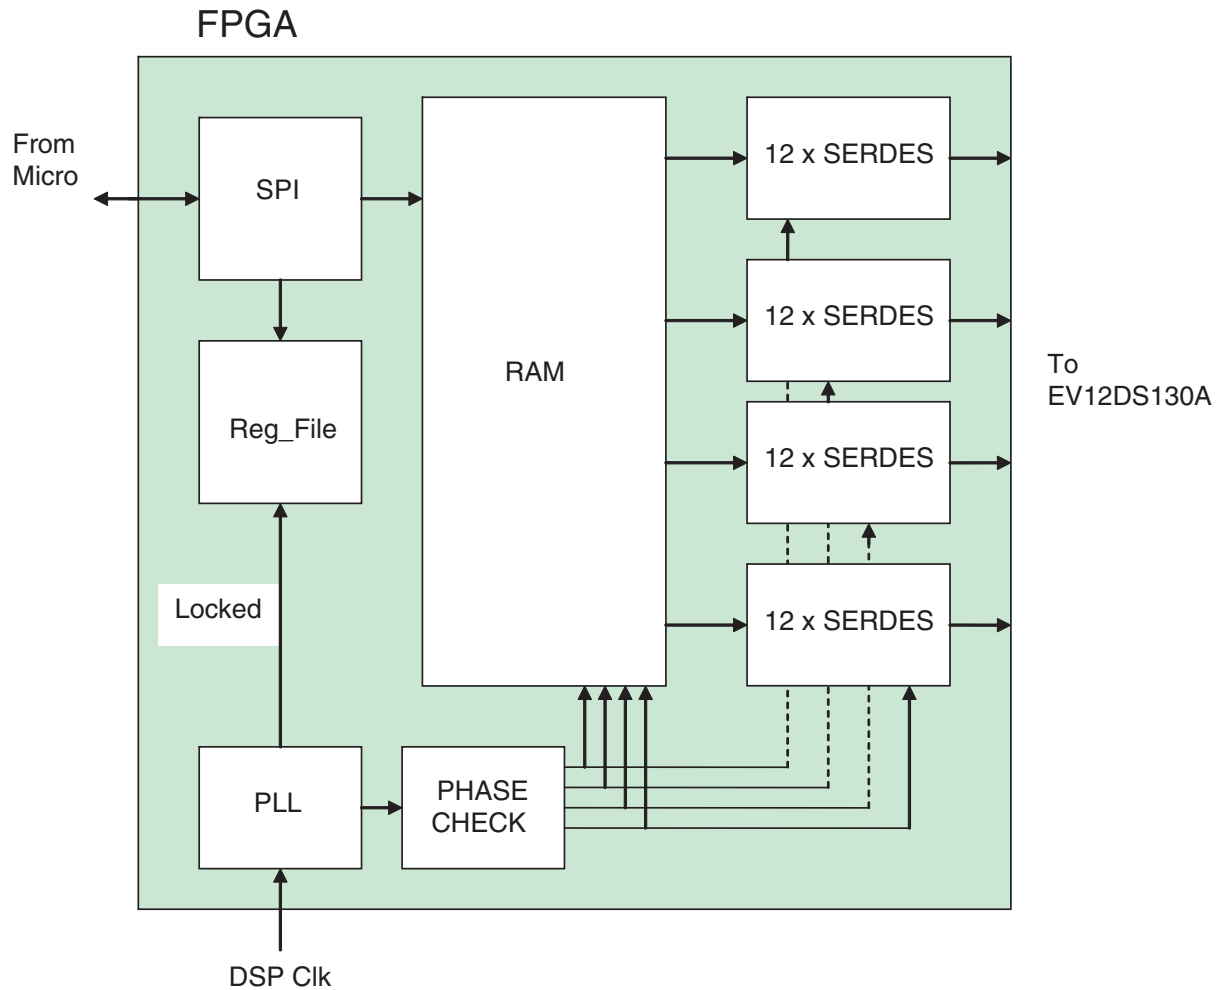 FPGA
From
Micro
SPI
RAM
12 x SERDES
12 x SERDES
To
EV12DS130A
Reg_File
12 x SERDES
Locked
12 x SERDES
PLL
PHASE
CHECK
DSP Clk